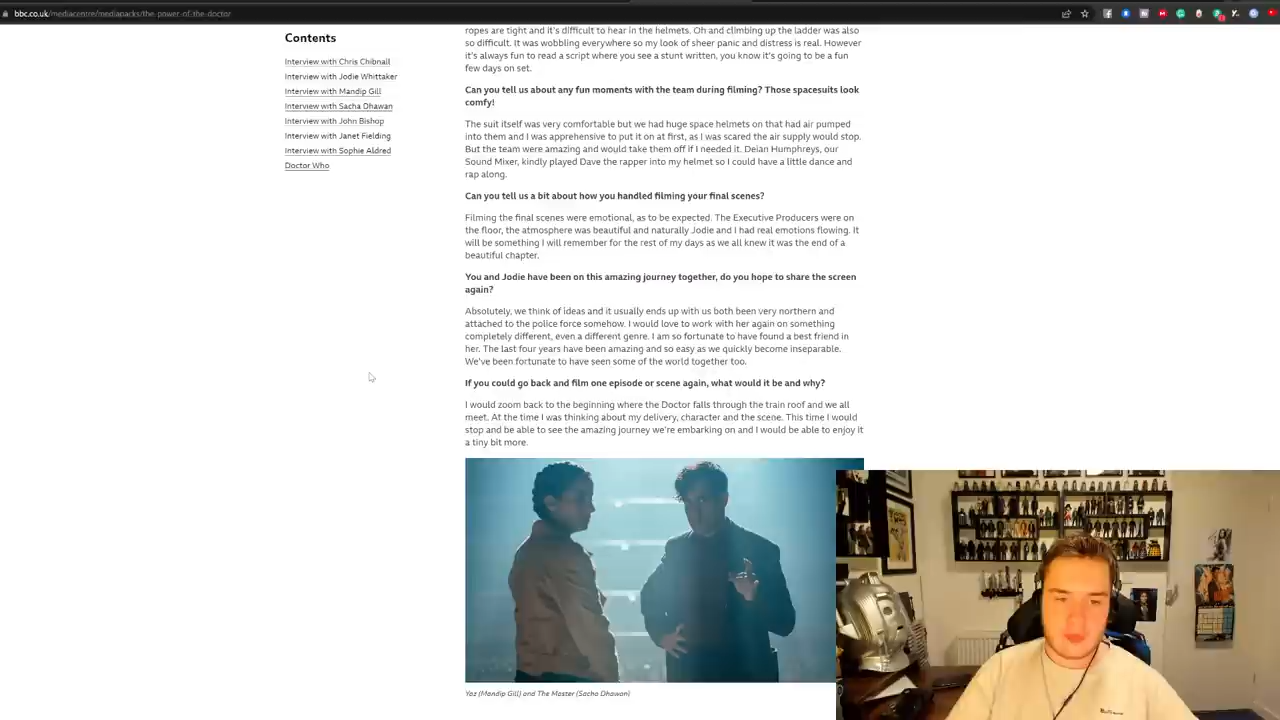 bbc.co.uk/mediacentre/mediapacks/the-power-of-the-doctor
Contents
Interview with Chris Chibnall
Interview with Jodie Whittaker
Interview with Mandip Gill
Interview with Sacha Dhawan
Interview with John Bishop
Interview with Janet Fielding
Interview with Sophie Aldred
Doctor Who
ropes are tight and it's difficult to hear in the helmets. Oh and climbing up the ladder was also
so difficult. It was wobbling everywhere so my look of sheer panic and distress is real. However
it's always fun to read a script where you see a stunt written, you know it's going to be a fun
few days on set.
Can you tell us about any fun moments with the team during filming? Those spacesuits look
comfy!
The suit itself was very comfortable but we had huge space helmets on that had air pumped
into them and I was apprehensive to put it on at first, as I was scared the air supply would stop.
But the team were amazing and would take them off if I needed it. Deian Humphreys, our
Sound Mixer, kindly played Dave the rapper into my helmet so I could have a little dance and
rap along.
Can you tell us a bit about how you handled filming your final scenes?
Filming the final scenes were emotional, as to be expected. The Executive Producers were on
the floor, the atmosphere was beautiful and naturally Jodie and I had real emotions flowing. It
will be something I will remember for the rest of my days as we all knew it was the end of a
beautiful chapter.
You and Jodie have been on this amazing journey together, do you hope to share the screen
again?
Absolutely, we think of ideas and it usually ends up with us both been very northern and
attached to the police force somehow. I would love to work with her again on something
completely different, even a different genre. I am so fortunate to have found a best friend in
her. The last four years have been amazing and so easy as we quickly become inseparable.
We've been fortunate to have seen some of the world together too.
If you could go back and film one episode or scene again, what would it be and why?
I would zoom back to the beginning where the Doctor falls through the train roof and we all
meet. At the time I was thinking about my delivery, character and the scene. This time I would
stop and be able to see the amazing journey we're embarking on and I would be able to enjoy it
a tiny bit more.
Yaz (Mandip Gill) and The Master (Sacha Dhawan)